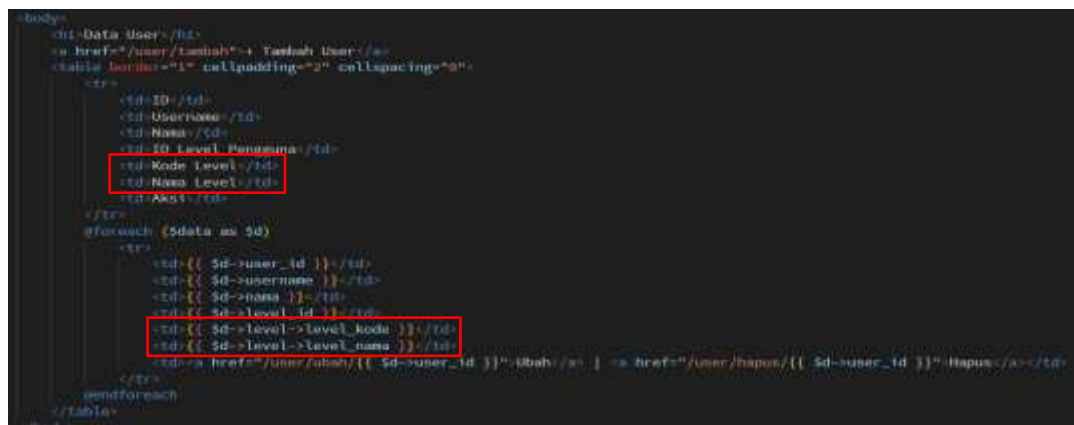 <body>
<h1>Data User</h1>
<a href="/user/tambah">+ Tambah User</a>
<table border="1" cellpadding="2" cellspacing="0">
<tr>
<td>ID</td>
<td>Username</td>
<td>Nama</td>
<td>ID Level Pengguna</td>
<td>Kode Level</td>
<td>Nama Level</td>
<td>Aksi</td>
</tr>
@foreach ($data as $d)
<tr>
<td>{{ $d->user_id }}</td>
<td>{{ $d->username }}</td>
<td>{{ $d->nama }}</td>
<td>{{ $d->level_id }}</td>
<td>{{ $d->level->level_kode }}</td>
<td>{{ $d->level->level_nama }}</td>
<td><a href="/user/ubah/{{ $d->user_id }}">Ubah</a> | <a href="/user/hapus/{{ $d->user_id }}">Hapus</a></td>
</tr>
@endforeach
</table>